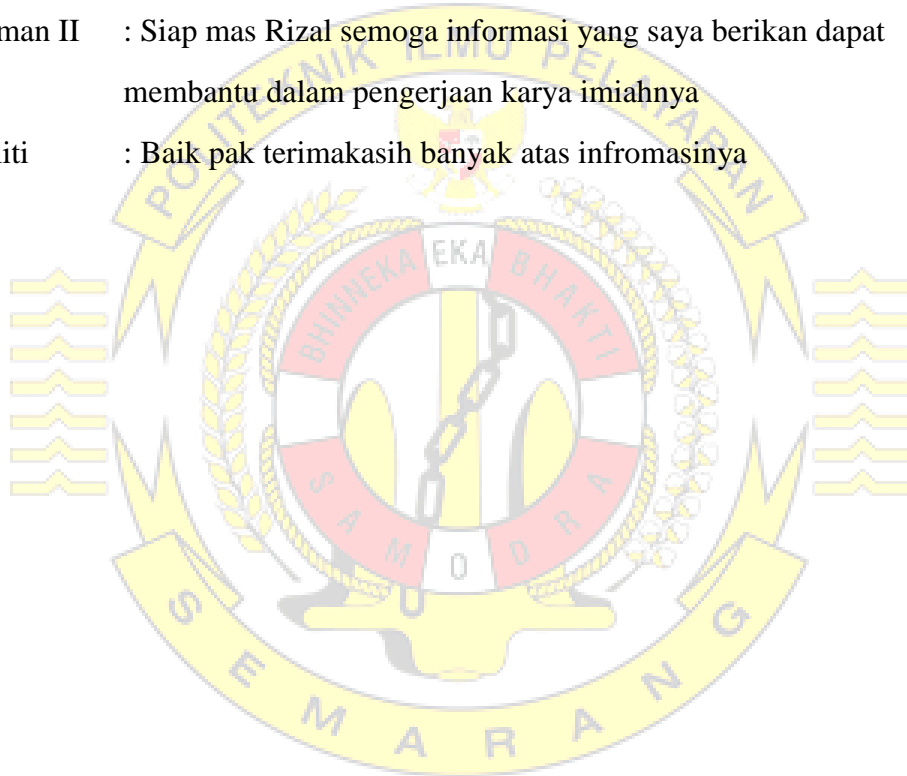 man II : Siap mas Rizal semoga informasi yang saya berikan dapat
membantu dalam pengerjaan karya imiahnya
iti : Baik pak terimakasih banyak atas infromasinya
POLITEKNIK ILMU PELAYARAN
BHINNEKA EKA BHAKTI
SAMODRA
SEMARANG